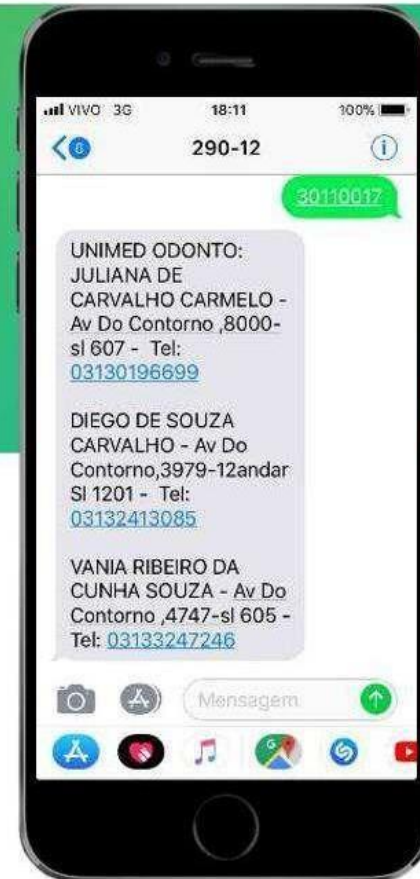 VIVO 3G 18:11 100%
8 290-12
30110017
UNIMED ODONTO:
JULIANA DE
CARVALHO CARMELO -
Av Do Contorno ,8000-
sl 607 - Tel:
03130196699
DIEGO DE SOUZA
CARVALHO - Av Do
Contorno,3979-12andar
Sl 1201 - Tel:
03132413085
VANIA RIBEIRO DA
CUNHA SOUZA - Av Do
Contorno ,4747-sl 605 -
Tel: 03133247246
Mensagem